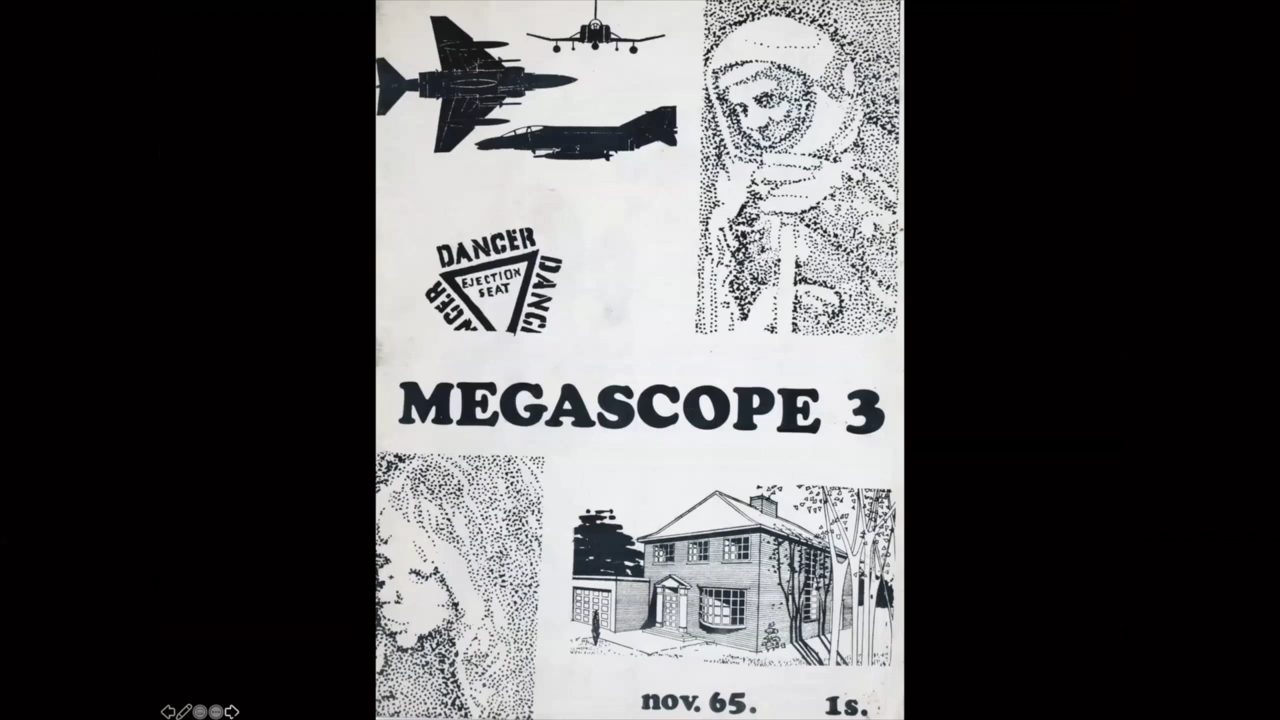 DANGER
EJECTION
SEAT
MEGASCOPE 3
nov. 65.
1s.